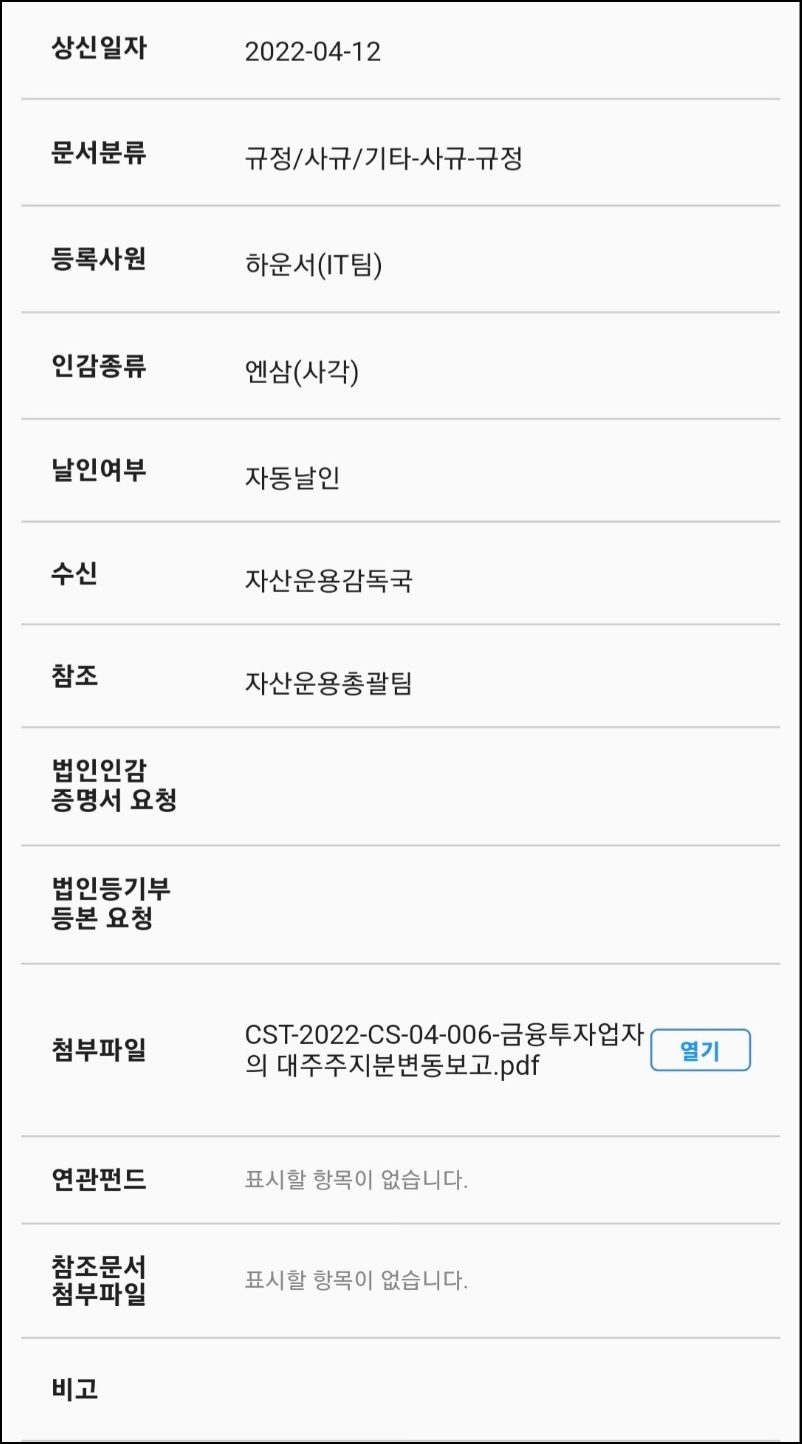 상신일자 2022-04-12
문서분류 규정/사규/기타-사규-규정
등록사원 하운서(IT팀)
인감종류 엔삼(사각)
날인여부 자동날인
수신 자산운용감독국
참조 자산운용총괄팀
법인인감
증명서 요청
법인등기부
등본 요청
첨부파일 CST-2022-CS-04-006-금융투자업자
의 대주주지분변동보고.pdf 열기
연관펀드 표시할 항목이 없습니다.
참조문서
첨부파일 표시할 항목이 없습니다.
비고